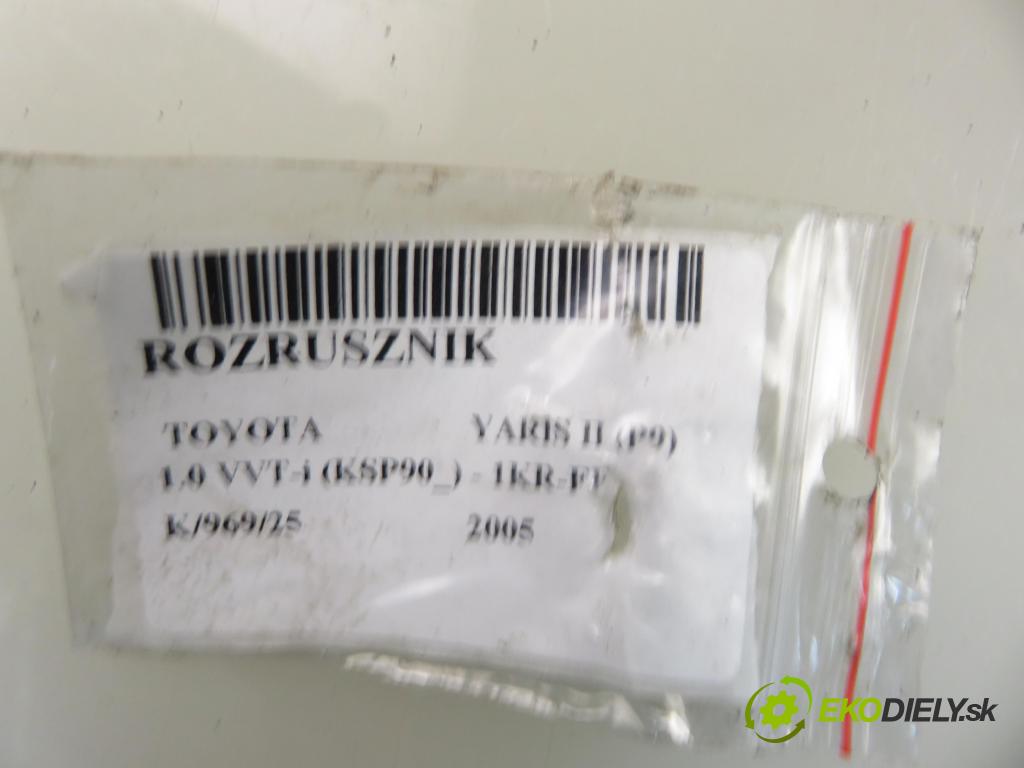 ROZRUSZNIK
TOYOTA YARIS II (P9)
1.0 VVT-i (KSP90_) - 1KR-FE
K/969/25 2005
EKODIELY.sk